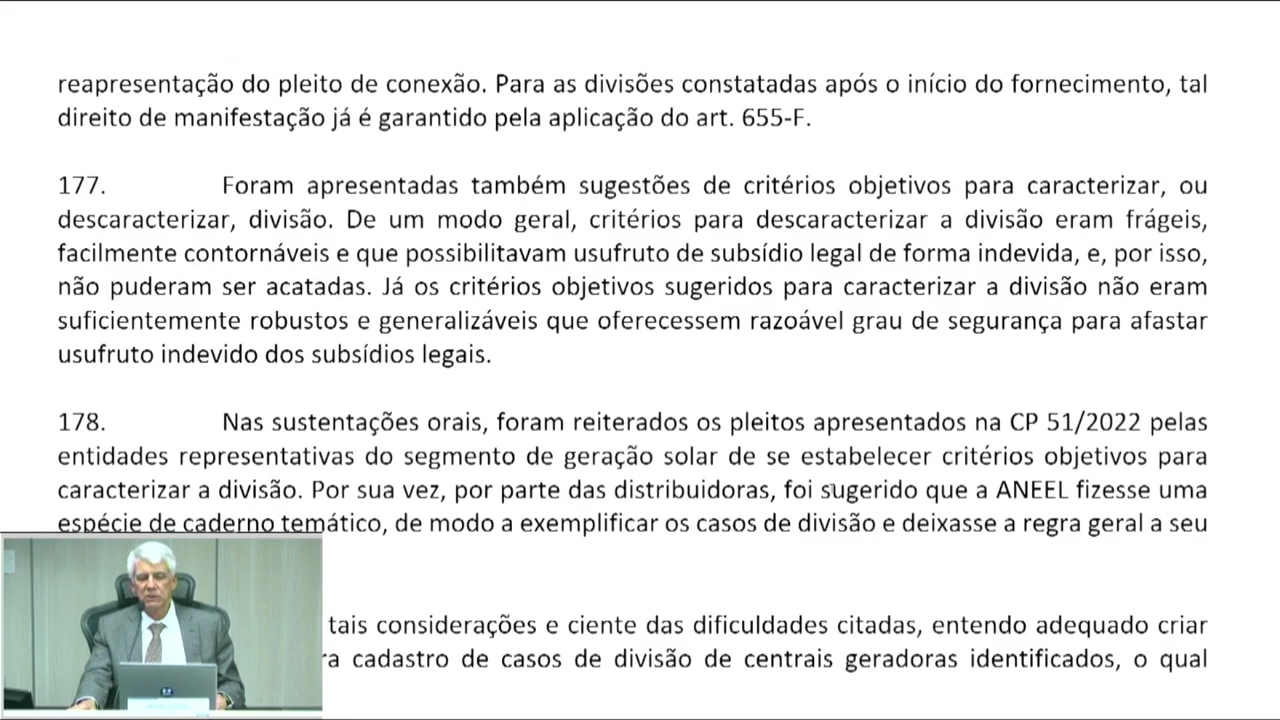 reapresentação do pleito de conexão. Para as divisões constatadas após o início do fornecimento, tal
direito de manifestação já é garantido pela aplicação do art. 655-F.
177. Foram apresentadas também sugestões de critérios objetivos para caracterizar, ou
descaracterizar, divisão. De um modo geral, critérios para descaracterizar a divisão eram frágeis,
facilmente contornáveis e que possibilitavam usufruto de subsídio legal de forma indevida, e, por isso,
não puderam ser acatadas. Já os critérios objetivos sugeridos para caracterizar a divisão não eram
suficientemente robustos e generalizáveis que oferecessem razoável grau de segurança para afastar
usufruto indevido dos subsídios legais.
178. Nas sustentações orais, foram reiterados os pleitos apresentados na CP 51/2022 pelas
entidades representativas do segmento de geração solar de se estabelecer critérios objetivos para
caracterizar a divisão. Por sua vez, por parte das distribuidoras, foi sugerido que a ANEEL fizesse uma
espécie de caderno temático, de modo a exemplificar os casos de divisão e deixasse a regra geral a seu
tais considerações e ciente das dificuldades citadas, entendo adequado criar
cadastro de casos de divisão de centrais geradoras identificados, o qual